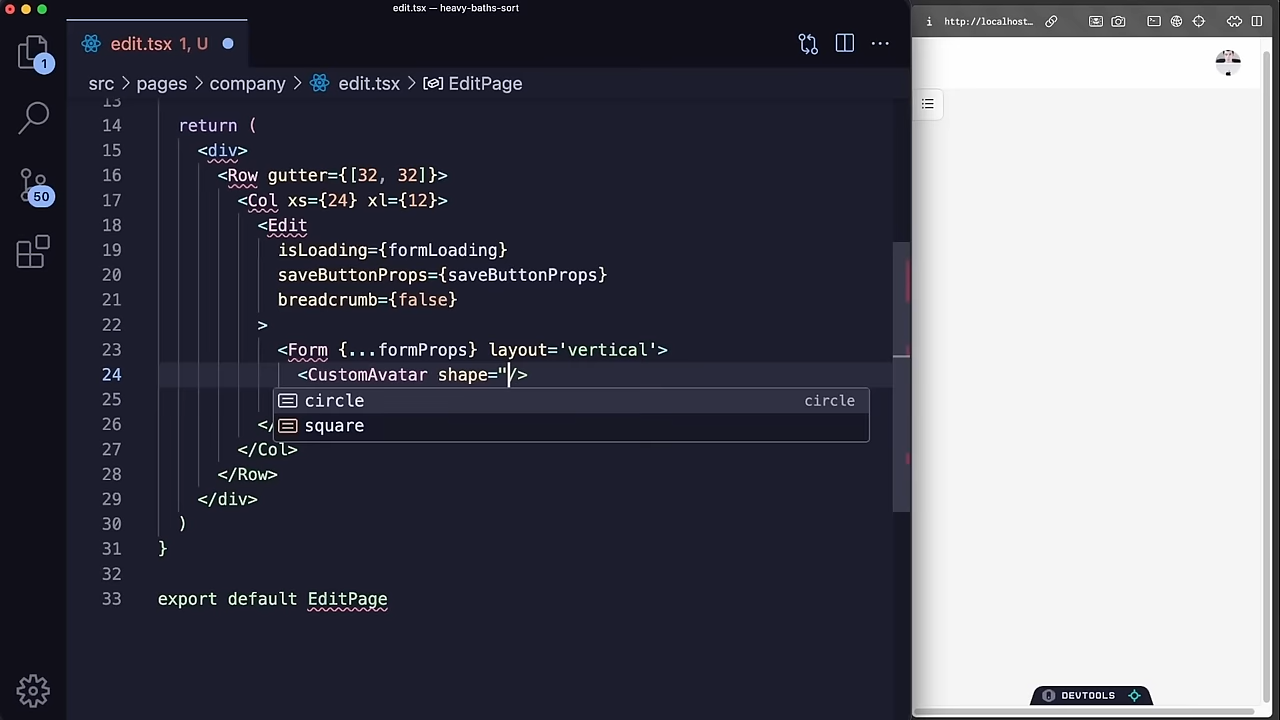 edit.tsx — heavy-baths-sort
edit.tsx 1, U
src > pages > company > edit.tsx > EditPage
1
50
13
14 return (
15 <div>
16 <Row gutter={[32, 32]}>
17 <Col xs={24} xl={12}>
18 <Edit
19 isLoading={formLoading}
20 saveButtonProps={saveButtonProps}
21 breadcrumb={false}
22 >
23 <Form {...formProps} layout='vertical'>
24 <CustomAvatar shape="/>
25
circle circle
square
26 </
27 </Col>
28 </Row>
29 </div>
30 )
31 }
32
33 export default EditPage
http://localhost...
DEVTOOLS